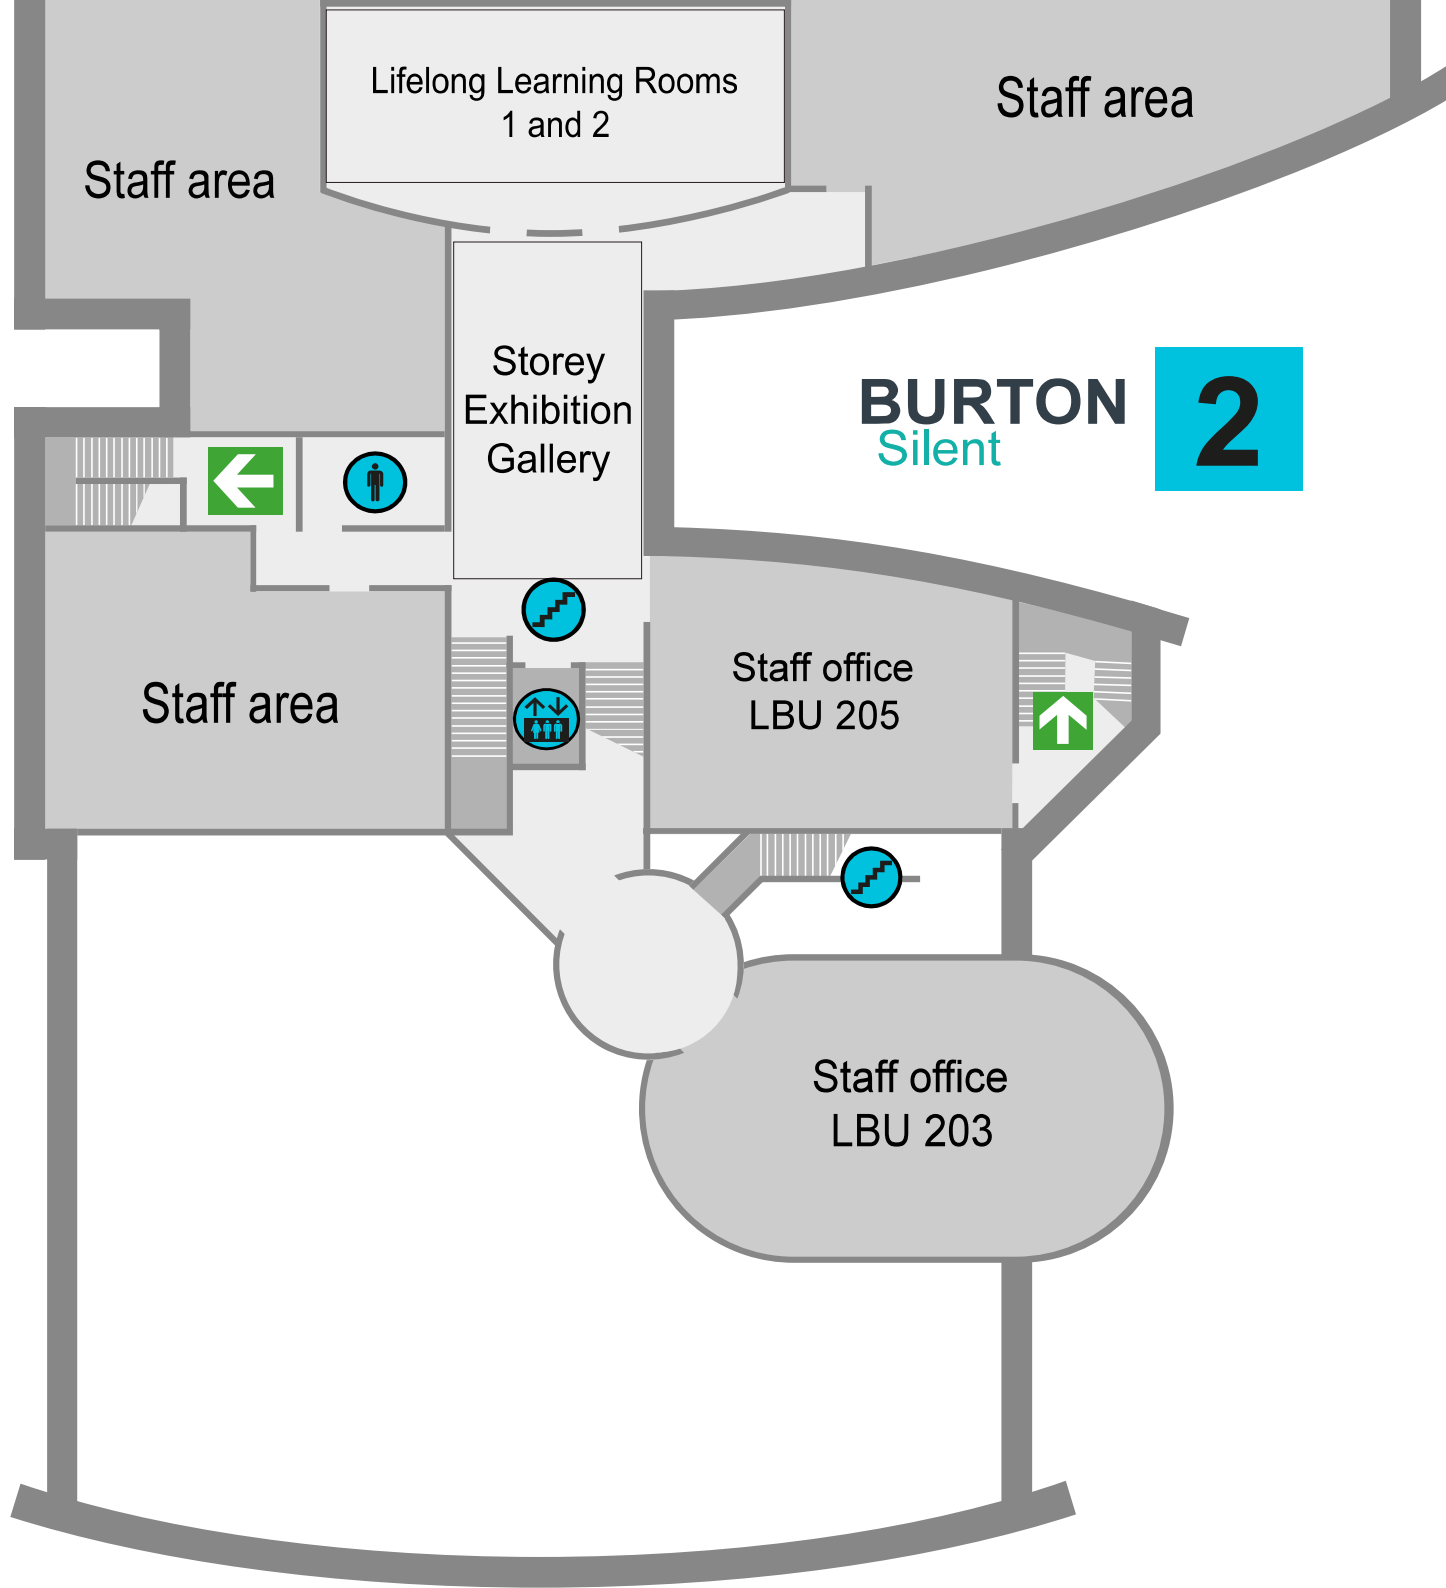 Lifelong Learning Rooms
1 and 2
Staff area
Staff area
Storey
Exhibition
Gallery
BURTON
Silent
2
Staff area
Staff office
LBU 205
Staff office
LBU 203